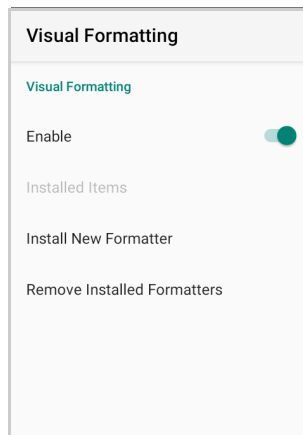 Visual Formatting
Visual Formatting
Enable
Installed Items
Install New Formatter
Remove Installed Formatters